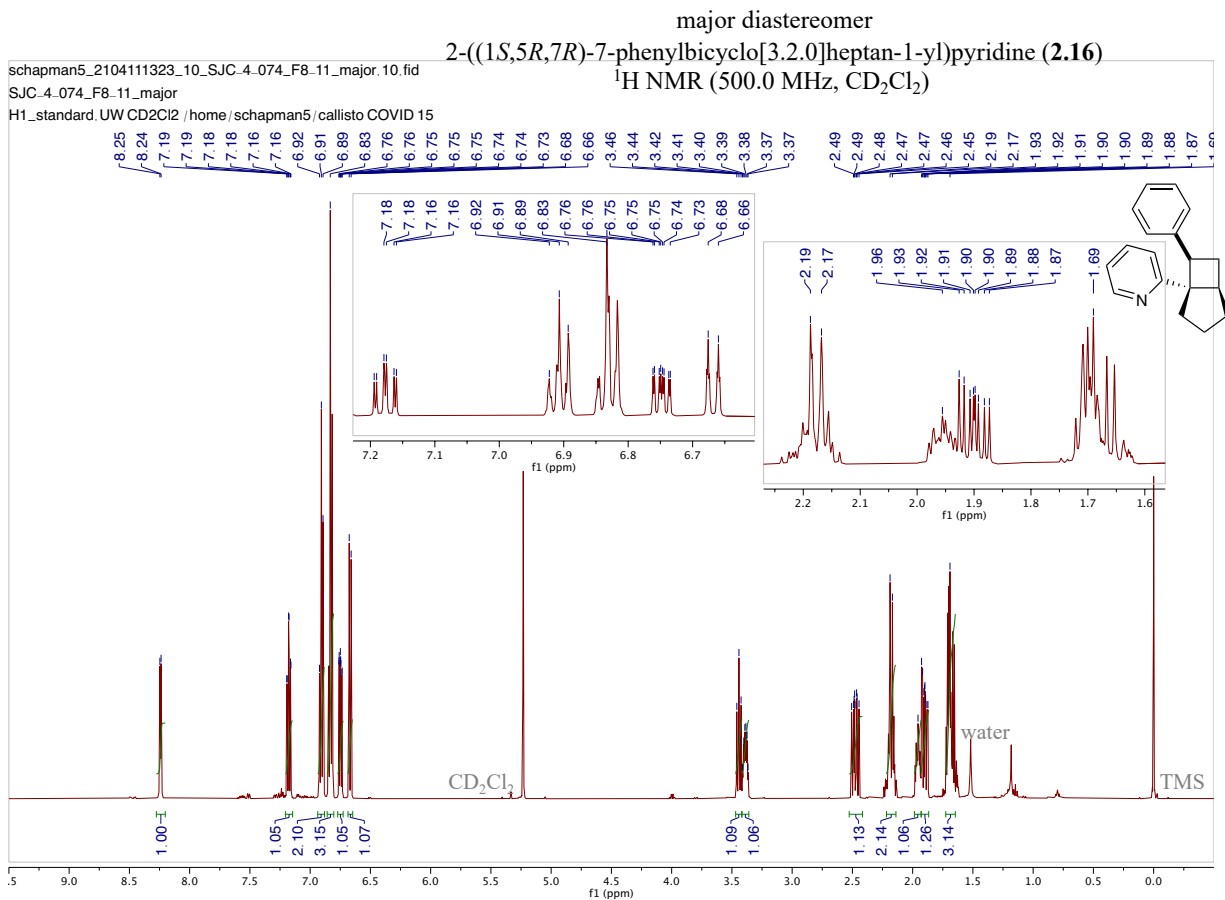 major diastereomer
2-((1S,5R,7R)-7-phenylbicyclo[3.2.0]heptan-1-yl)pyridine (2.16)
¹H NMR (500.0 MHz, CD₂Cl₂)
schapman5_2104111323_10_SJC-4-074_F8-11_major.10.fid
SJC-4-074_F8-11_major
H1_standard.UW CD2Cl2 /home/schapman5/callisto COVID 15
8.25 8.24 7.19 7.19 7.18 7.18 7.16 7.16 6.92 6.91 6.89 6.83 6.76 6.76 6.75 6.75 6.75 6.74 6.74 6.73 6.68 6.66 3.46 3.44 3.42 3.41 3.40 3.39 3.38 3.37 3.37 2.49 2.49 2.48 2.47 2.47 2.46 2.45 2.19 2.17 1.93 1.92 1.91 1.90 1.90 1.89 1.88 1.87
7.18 7.18 7.16 7.16 6.92 6.91 6.89 6.83 6.76 6.76 6.75 6.75 6.75 6.74 6.73 6.68 6.66
7.2 7.1 7.0 6.9 6.8 6.7
f1 (ppm)
2.19 2.17 1.96 1.93 1.92 1.91 1.90 1.90 1.89 1.88 1.87 1.69
2.2 2.1 2.0 1.9 1.8 1.7 1.6
f1 (ppm)
N
CD₂Cl₂
water
TMS
1.00 1.05 2.10 3.15 1.05 1.07 1.09 1.06 1.13 2.14 1.06 1.26 3.14
.5 9.0 8.5 8.0 7.5 7.0 6.5 6.0 5.5 5.0 4.5 4.0 3.5 3.0 2.5 2.0 1.5 1.0 0.5 0.0
f1 (ppm)